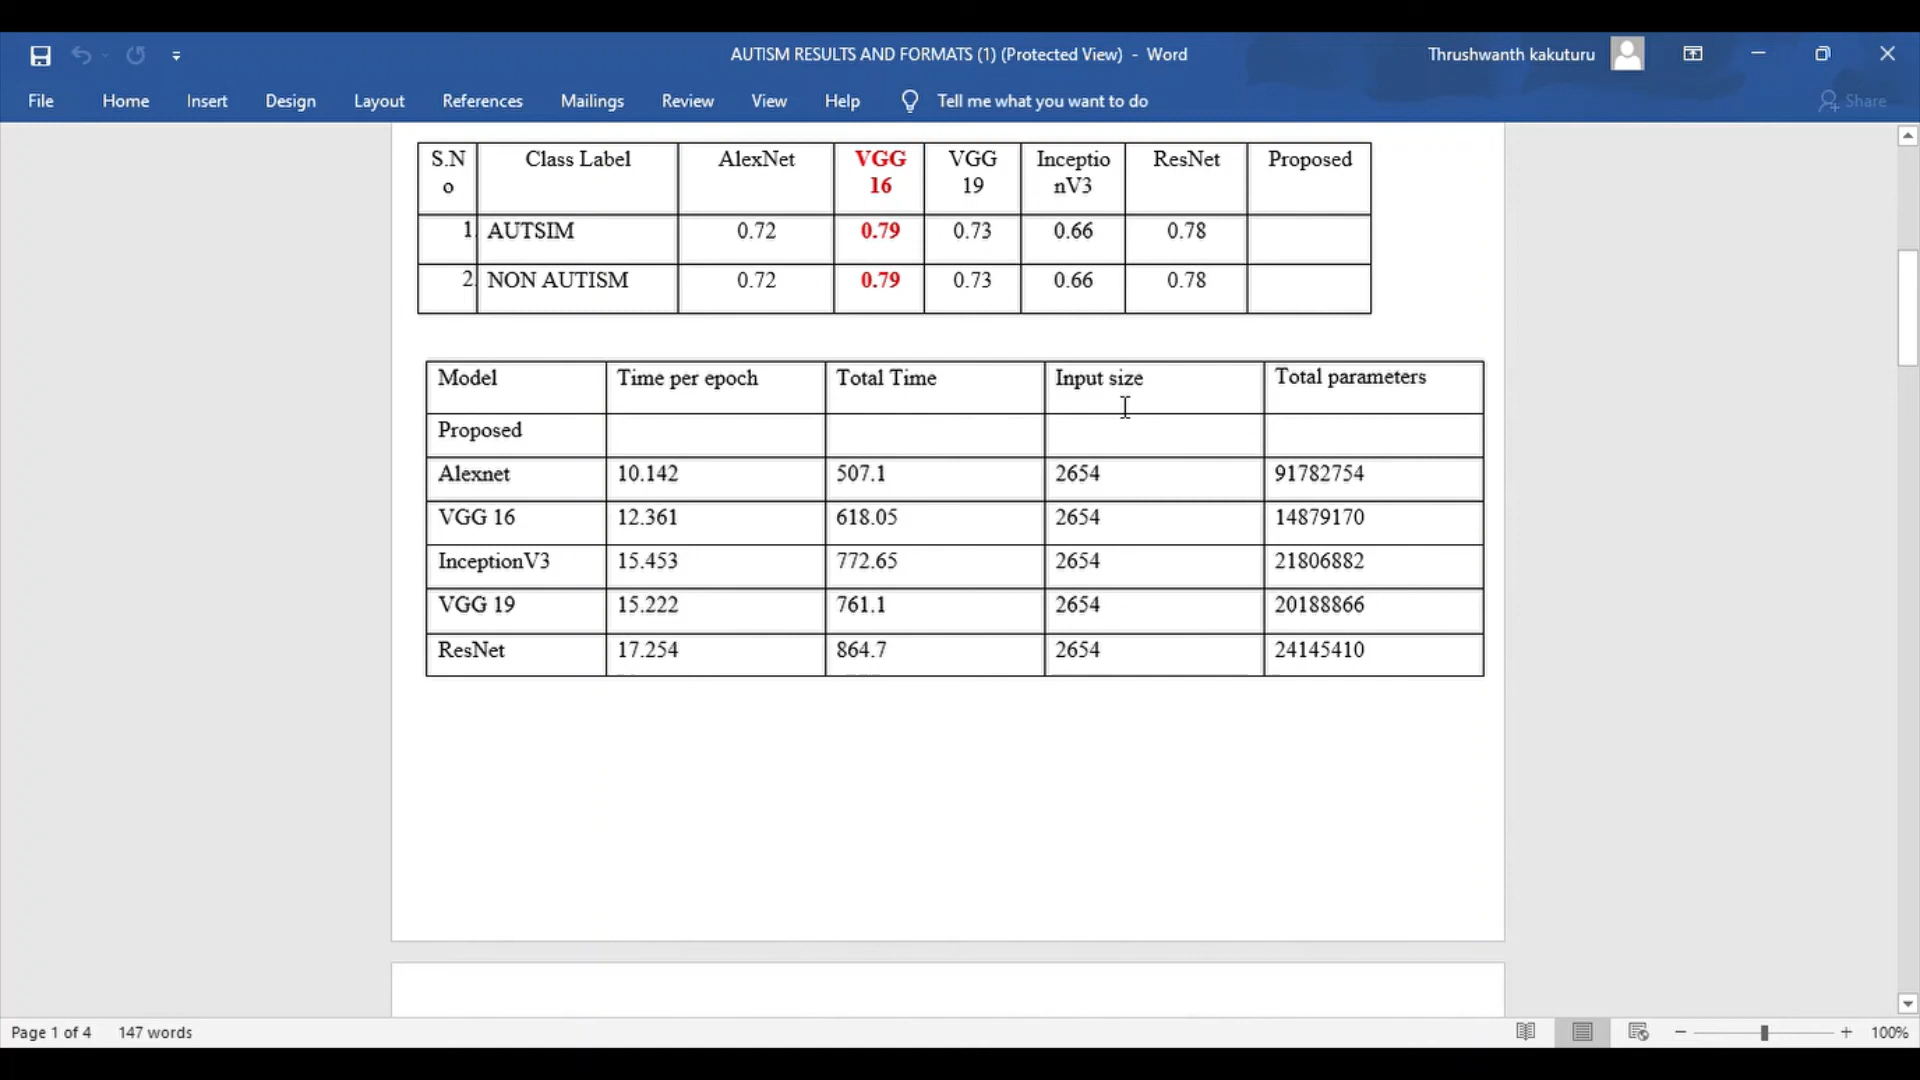 AUTISM RESULTS AND FORMATS (1) (Protected View) - Word
Thrushwanth kakuturu
File Home Insert Design Layout References Mailings Review View Help Tell me what you want to do Share
S.N Class Label AlexNet VGG VGG Inceptio ResNet Proposed
o 16 19 nV3
1. AUTSIM 0.72 0.79 0.73 0.66 0.78
2. NON AUTISM 0.72 0.79 0.73 0.66 0.78
Model Time per epoch Total Time Input size Total parameters
Proposed
Alexnet 10.142 507.1 2654 91782754
VGG 16 12.361 618.05 2654 14879170
InceptionV3 15.453 772.65 2654 21806882
VGG 19 15.222 761.1 2654 20188866
ResNet 17.254 864.7 2654 24145410
Page 1 of 4 147 words 100%